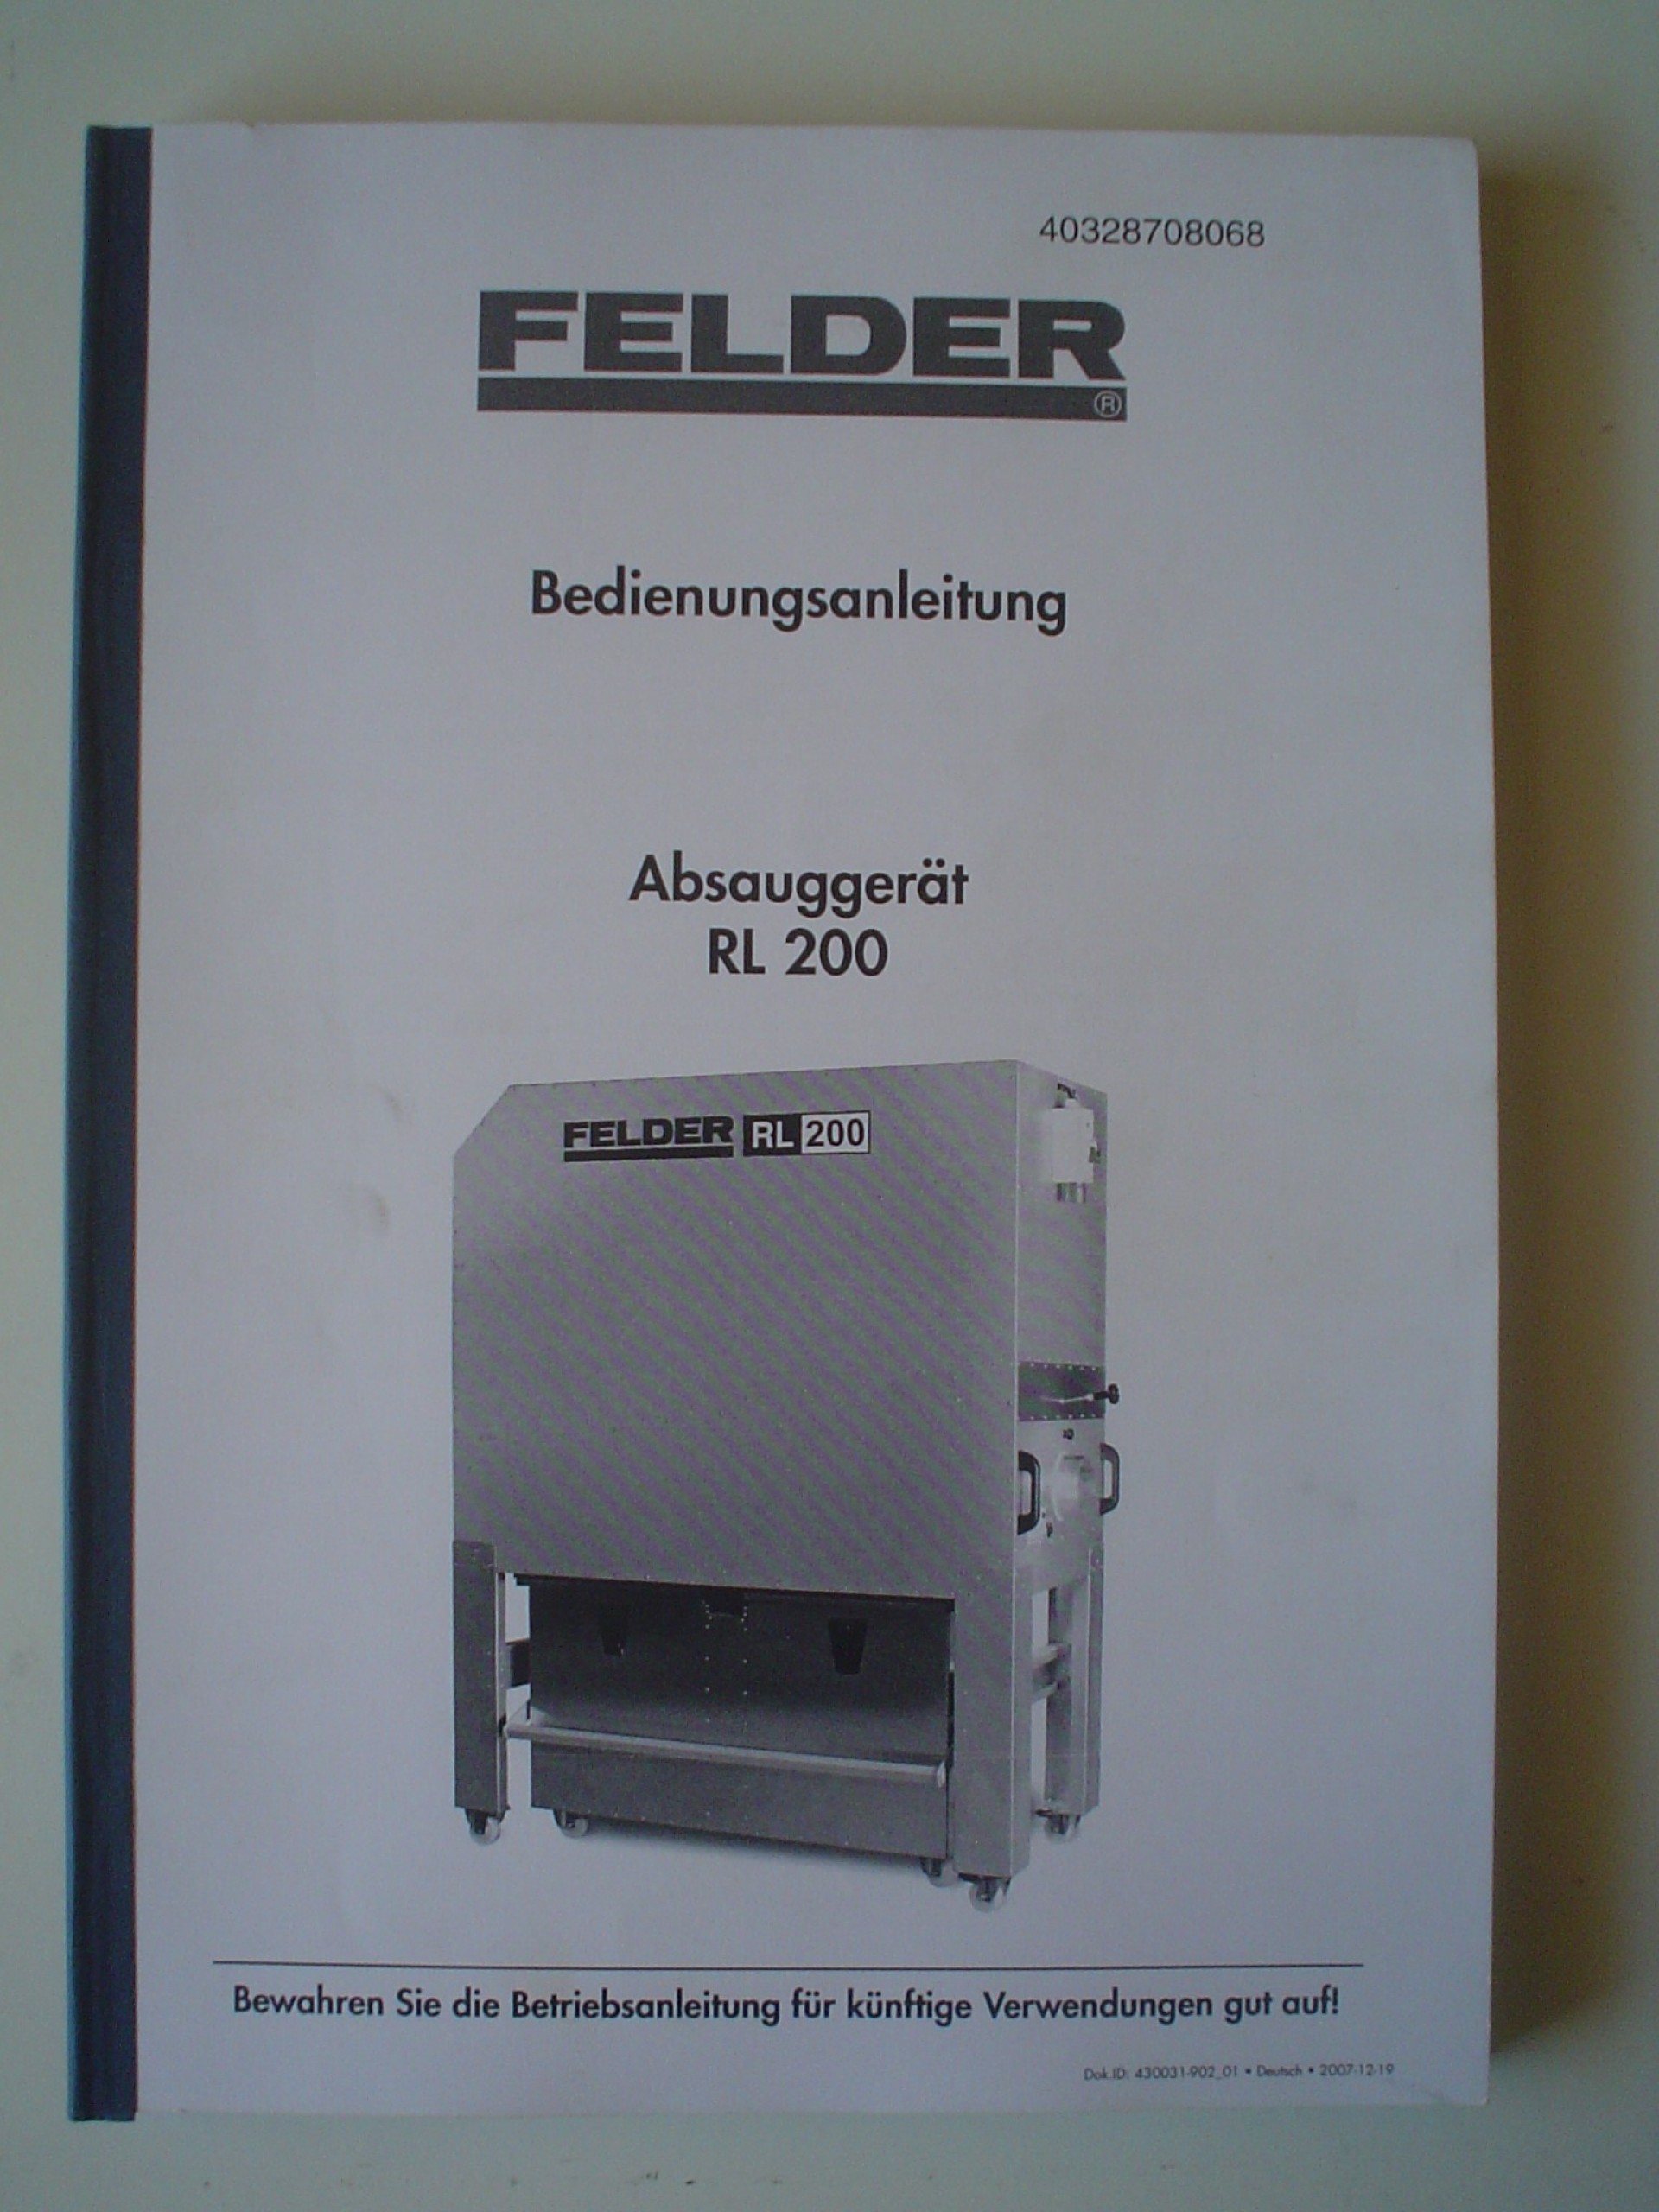 40328708068
FELDER
®
Bedienungsanleitung
Absauggerät
RL 200
FELDER RL 200
Bewahren Sie die Betriebsanleitung für künftige Verwendungen gut auf!
Dok.ID: 430031-902_01 • Deutsch • 2007-12-19